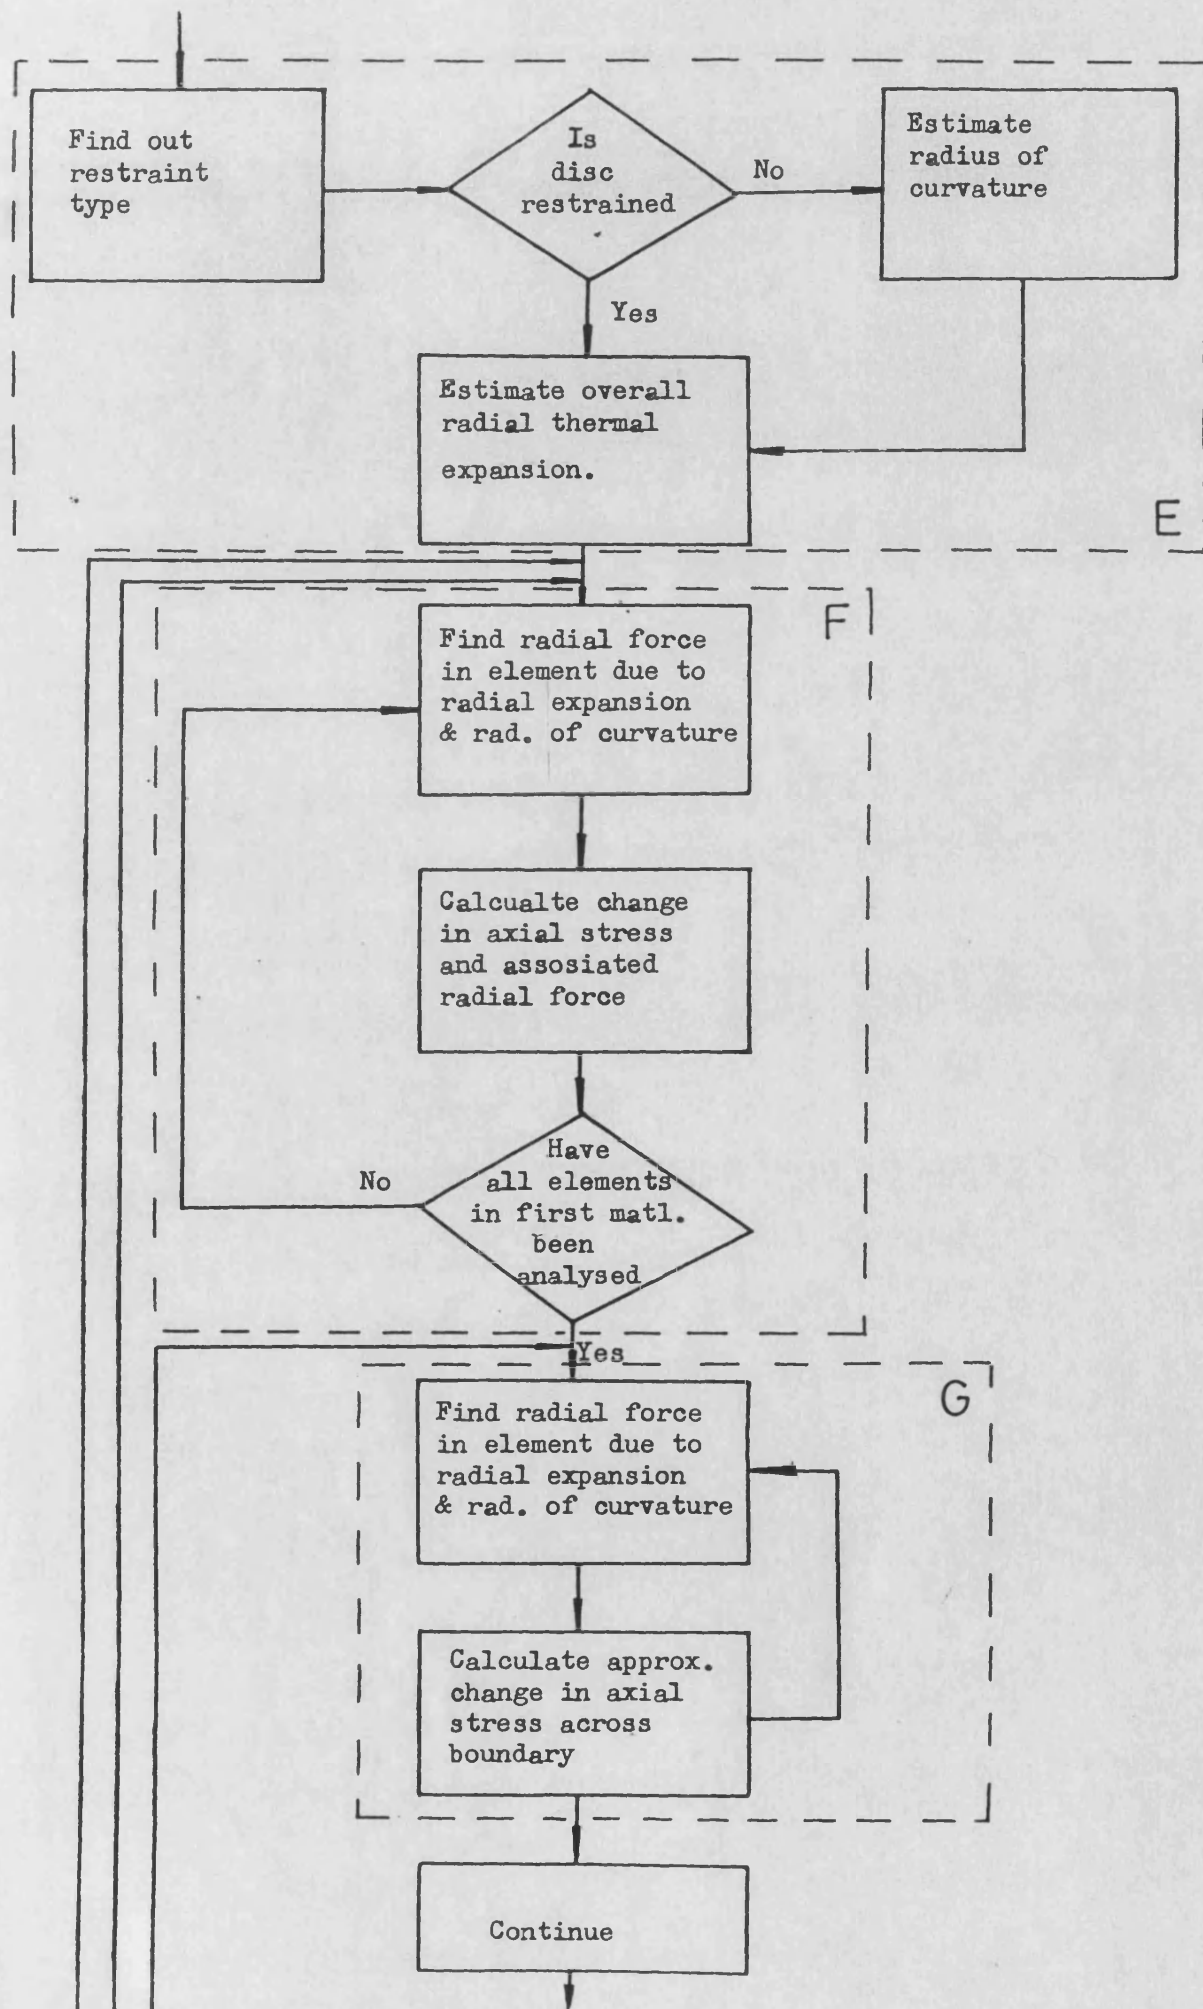 Find out
restraint
type
Is
disc
restrained
No
Estimate
radius of
curvature
Yes
Estimate overall
radial thermal
expansion.
E
F
Find radial force
in element due to
radial expansion
& rad. of curvature
Calcualte change
in axial stress
and assosiated
radial force
Have
all elements
in first matl.
been
analysed
No
Yes
G
Find radial force
in element due to
radial expansion
& rad. of curvature
Calculate approx.
change in axial
stress across
boundary
Continue